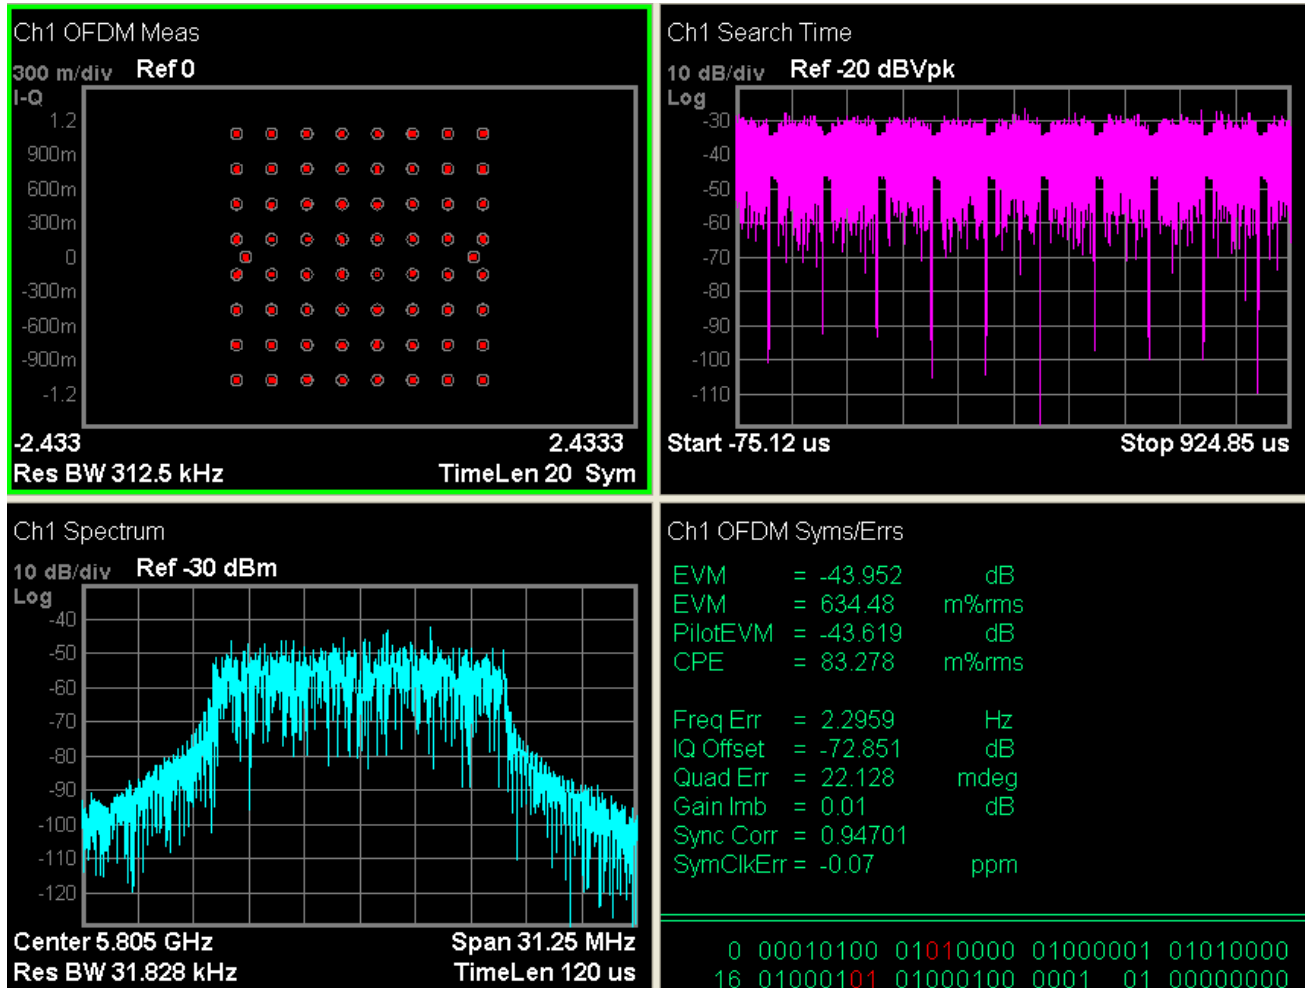 Ch1 OFDM Meas
300 m/div Ref 0
I-Q
1.2
900m
600m
300m
0
-300m
-600m
-900m
-1.2
-2.433 2.4333
Res BW 312.5 kHz TimeLen 20 Sym
Ch1 Search Time
10 dB/div Ref -20 dBVpk
Log
-30
-40
-50
-60
-70
-80
-90
-100
-110
Start -75.12 us Stop 924.85 us
Ch1 Spectrum
10 dB/div Ref -30 dBm
Log
-40
-50
-60
-70
-80
-90
-100
-110
-120
Center 5.805 GHz Span 31.25 MHz
Res BW 31.828 kHz TimeLen 120 us
Ch1 OFDM Syms/Errs
EVM = -43.952 dB
EVM = 634.48 m%rms
PilotEVM = -43.619 dB
CPE = 83.278 m%rms
Freq Err = 2.2959 Hz
IQ Offset = -72.851 dB
Quad Err = 22.128 mdeg
Gain Imb = 0.01 dB
Sync Corr = 0.94701
SymClkErr = -0.07 ppm
0 00010100 01010000 01000001 01010000
16 01000101 01000100 0001 01 00000000